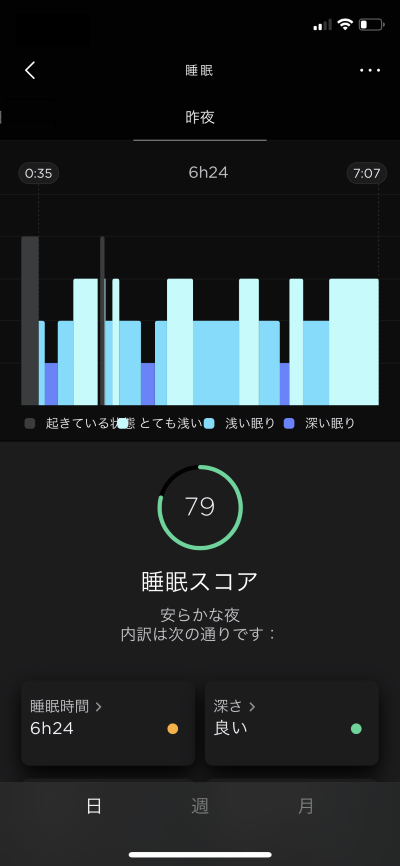 睡眠
昨夜
0:35
6h24
7:07
起きている状態 とても浅い 浅い眠り 深い眠り
79
睡眠スコア
安らかな夜
内訳は次の通りです：
睡眠時間 >
6h24
深さ >
良い
日 週 月